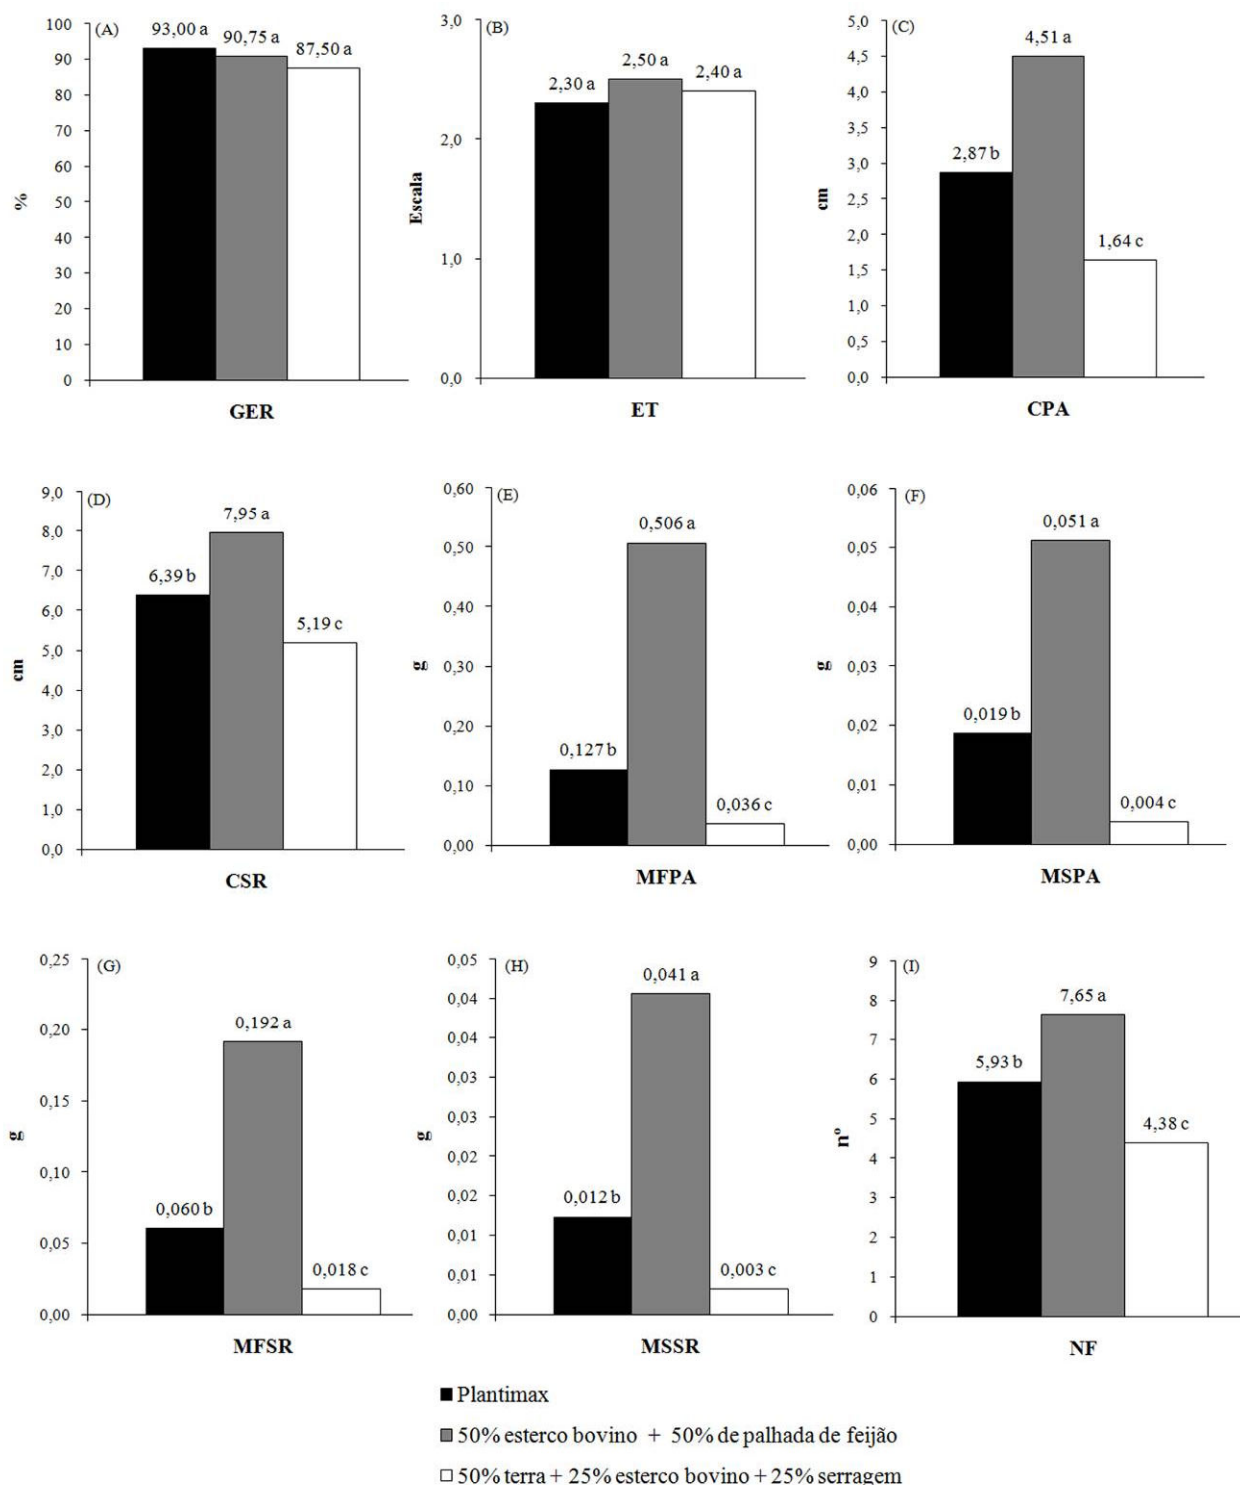 (A)
93,00 a
90,75 a
87,50 a
100
90
80
70
60
50
40
30
20
10
0
%
GER
(B)
2,30 a
2,50 a
2,40 a
3,0
2,0
1,0
0,0
Escala
ET
(C)
2,87 b
4,51 a
1,64 c
5,0
4,5
4,0
3,5
3,0
2,5
2,0
1,5
1,0
0,5
0,0
cm
CPA
(D)
6,39 b
7,95 a
5,19 c
9,0
8,0
7,0
6,0
5,0
4,0
3,0
2,0
1,0
0,0
cm
CSR
(E)
0,127 b
0,506 a
0,036 c
0,60
0,50
0,40
0,30
0,20
0,10
0,00
g
MFPA
(F)
0,019 b
0,051 a
0,004 c
0,06
0,05
0,04
0,03
0,02
0,01
0,00
g
MSPA
(G)
0,060 b
0,192 a
0,018 c
0,25
0,20
0,15
0,10
0,05
0,00
g
MFSR
(H)
0,012 b
0,041 a
0,003 c
0,05
0,04
0,04
0,03
0,03
0,02
0,02
0,01
0,01
0,00
g
MSSR
(I)
5,93 b
7,65 a
4,38 c
9
8
7
6
5
4
3
2
1
0
nº
NF
Plantimax
50% esterco bovino + 50% de palhada de feijão
50% terra + 25% esterco bovino + 25% serragem